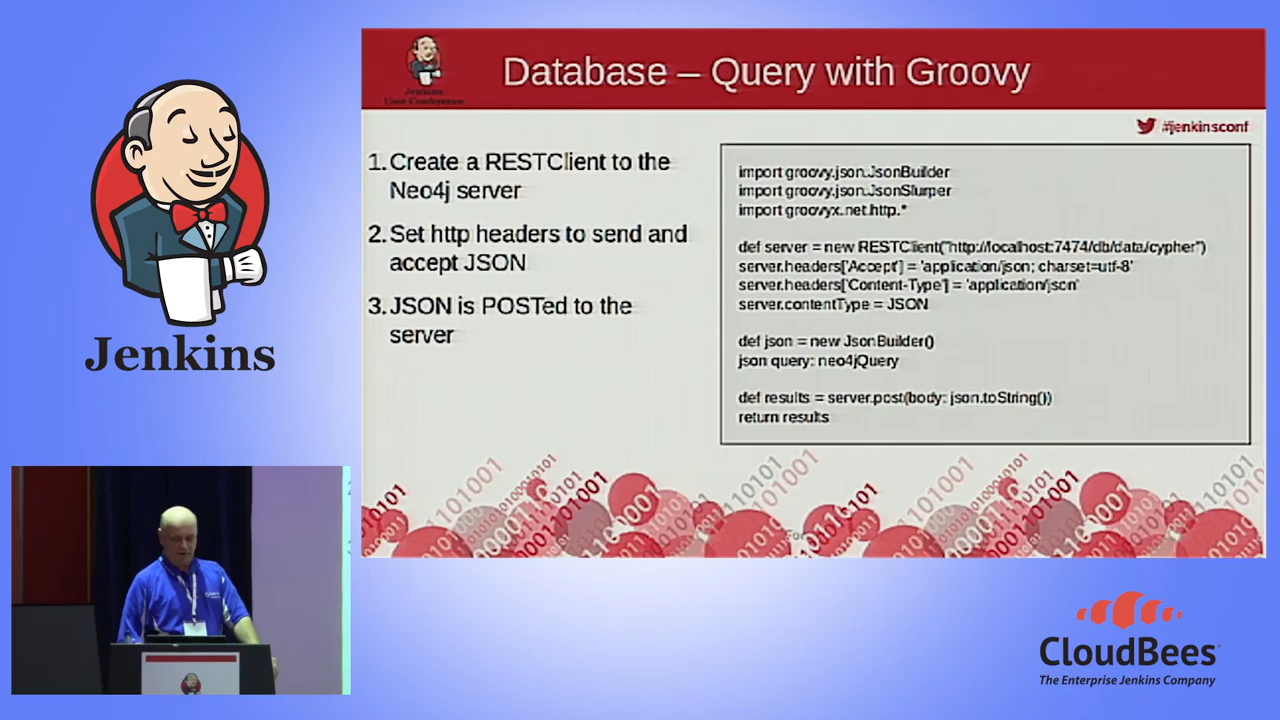 Jenkins
Jenkins
User Conference
Database – Query with Groovy
#jenkinsconf
1. Create a RESTClient to the
Neo4j server
2. Set http headers to send and
accept JSON
3. JSON is POSTed to the
server
import groovy.json.JsonBuilder
import groovy.json.JsonSlurper
import groovyx.net.http.*
def server = new RESTClient("http://localhost:7474/db/data/cypher")
server.headers['Accept'] = 'application/json; charset=utf-8'
server.headers['Content-Type'] = 'application/json'
server.contentType = JSON
def json = new JsonBuilder()
json query: neo4jQuery
def results = server.post(body: json.toString())
return results
CloudBees
The Enterprise Jenkins Company